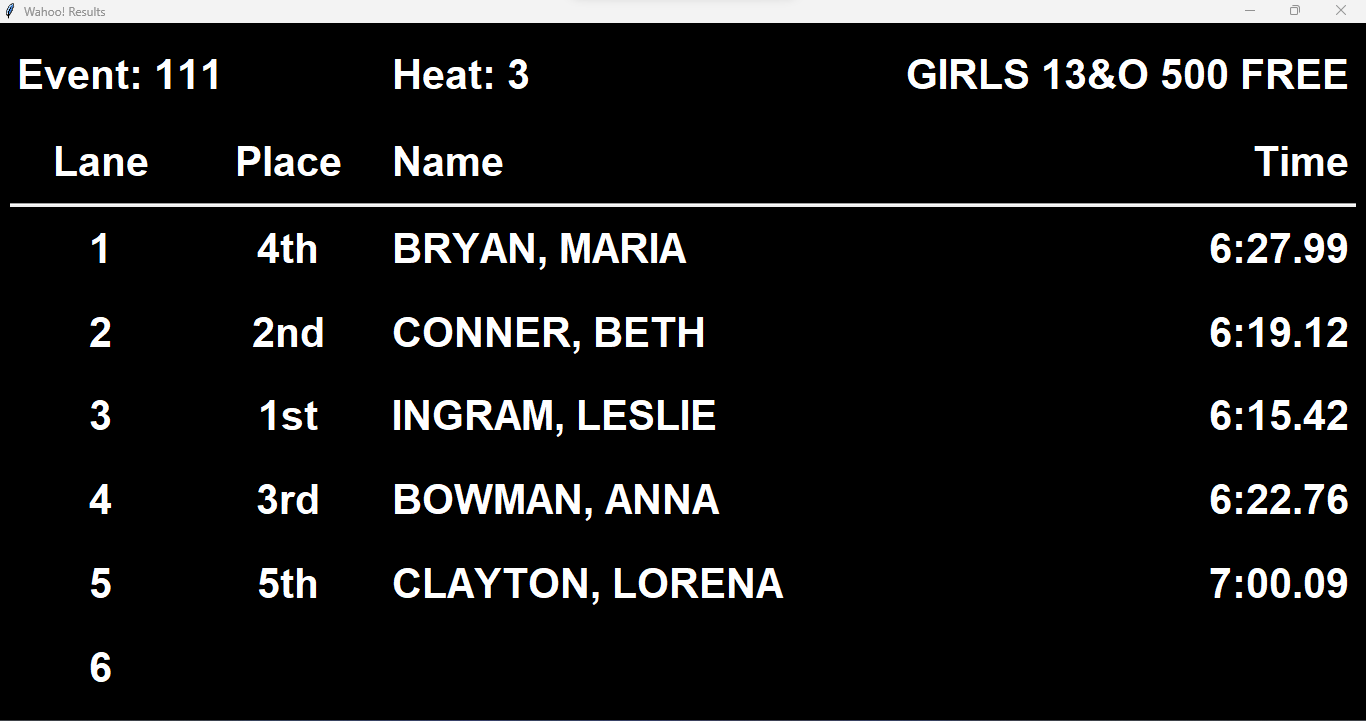 Wahoo! Results
Event: 111 Heat: 3 GIRLS 13&O 500 FREE
Lane Place Name Time
1 4th BRYAN, MARIA 6:27.99
2 2nd CONNER, BETH 6:19.12
3 1st INGRAM, LESLIE 6:15.42
4 3rd BOWMAN, ANNA 6:22.76
5 5th CLAYTON, LORENA 7:00.09
6